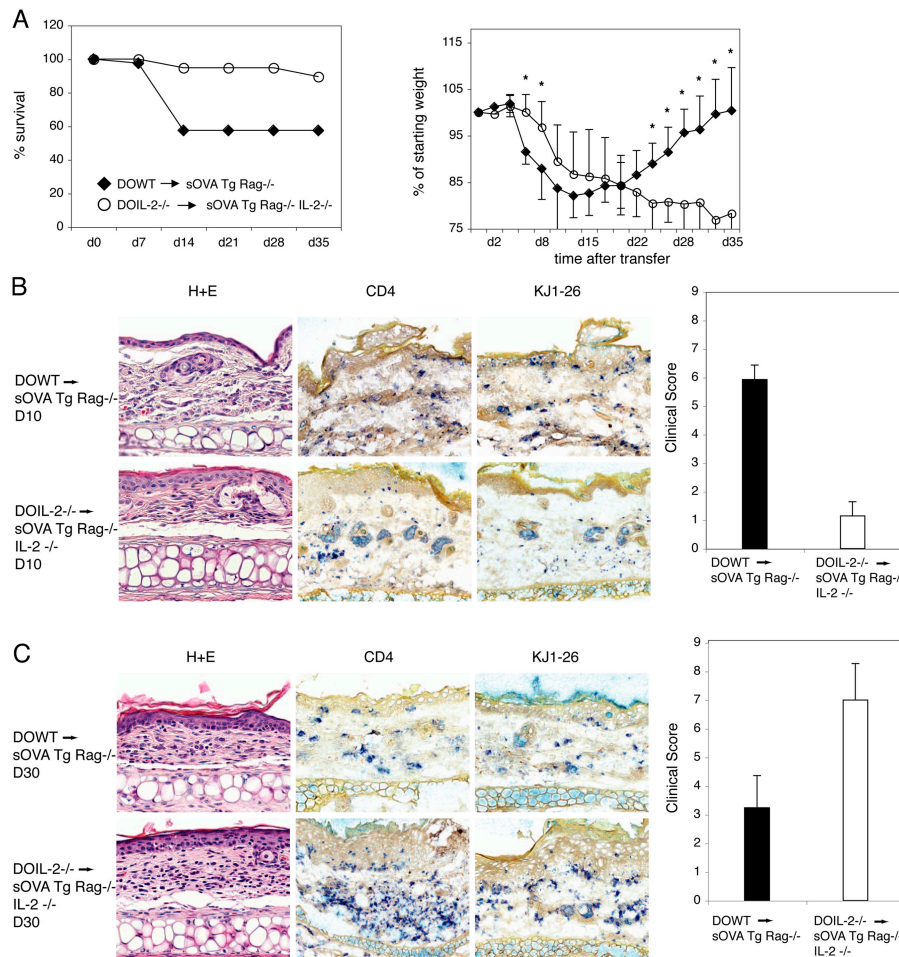 A
120
100
80
60
40
20
0
% survival
DOWT → sOVA Tg Rag-/-
DOIL-2-/- → sOVA Tg Rag-/- IL-2-/-
d0 d7 d14 d21 d28 d35
115
105
95
85
75
% of starting weight
* * * * * * * *
d2 d8 d15 d22 d28 d35
time after transfer
B
H+E CD4 KJ1-26
DOWT →
sOVA Tg Rag-/-
D10
DOIL-2-/- →
sOVA Tg Rag-/-
IL-2 -/-
D10
9
8
7
6
5
4
3
2
1
0
Clinical Score
DOWT → DOIL-2-/- →
sOVA Tg Rag-/- sOVA Tg Rag-/-
IL-2 -/-
C
H+E CD4 KJ1-26
DOWT →
sOVA Tg Rag-/-
D30
DOIL-2-/- →
sOVA Tg Rag-/-
IL-2 -/-
D30
9
8
7
6
5
4
3
2
1
0
Clinical Score
DOWT → DOIL-2-/- →
sOVA Tg Rag-/- sOVA Tg Rag-/-
IL-2 -/-